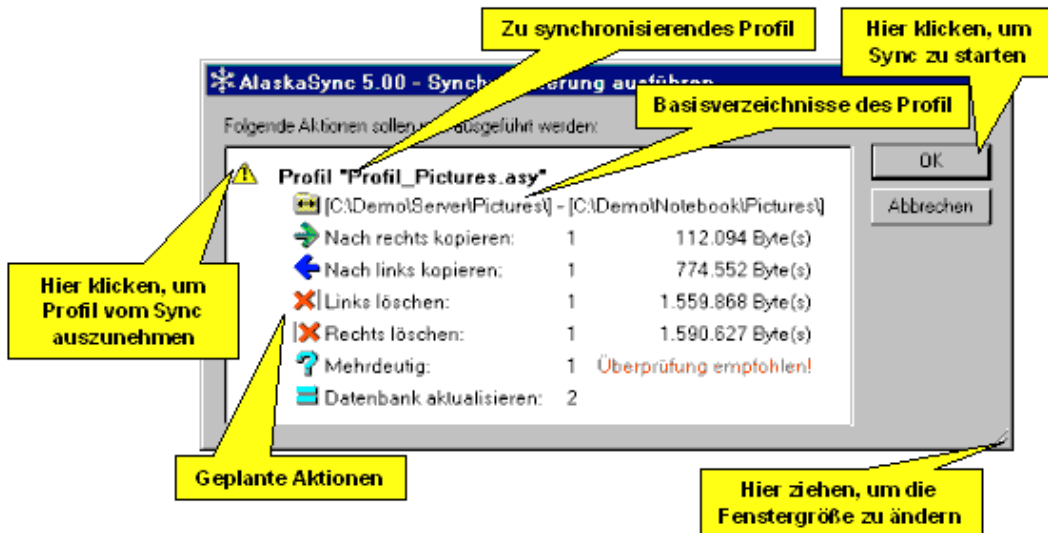 Zu synchronisierendes Profil
Hier klicken, um
Sync zu starten
AlaskaSync 5.00 - Synch erung ausführen
Basisverzeichnisse des Profil
Folgende Aktionen sollen ausgeführt werden:
OK
Abbrechen
Profil "Profil_Pictures.asy"
[C:\Demo\Server\Pictures\] - [C:\Demo\Notebook\Pictures\]
Nach rechts kopieren: 1 112.094 Byte(s)
Nach links kopieren: 1 774.552 Byte(s)
Links löschen: 1 1.559.868 Byte(s)
Rechts löschen: 1 1.590.627 Byte(s)
Mehrdeutig: 1 Überprüfung empfohlen!
Datenbank aktualisieren: 2
Hier klicken, um
Profil vom Sync
auszunehmen
Geplante Aktionen
Hier ziehen, um die
Fenstergröße zu ändern